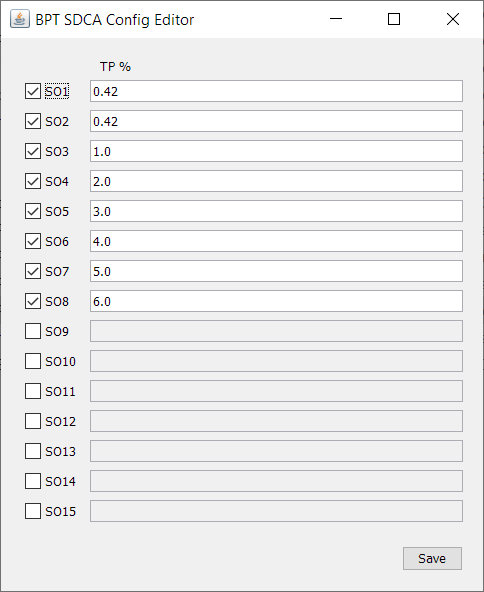 BPT SDCA Config Editor
TP %
SO1 0.42
SO2 0.42
SO3 1.0
SO4 2.0
SO5 3.0
SO6 4.0
SO7 5.0
SO8 6.0
SO9
SO10
SO11
SO12
SO13
SO14
SO15
Save